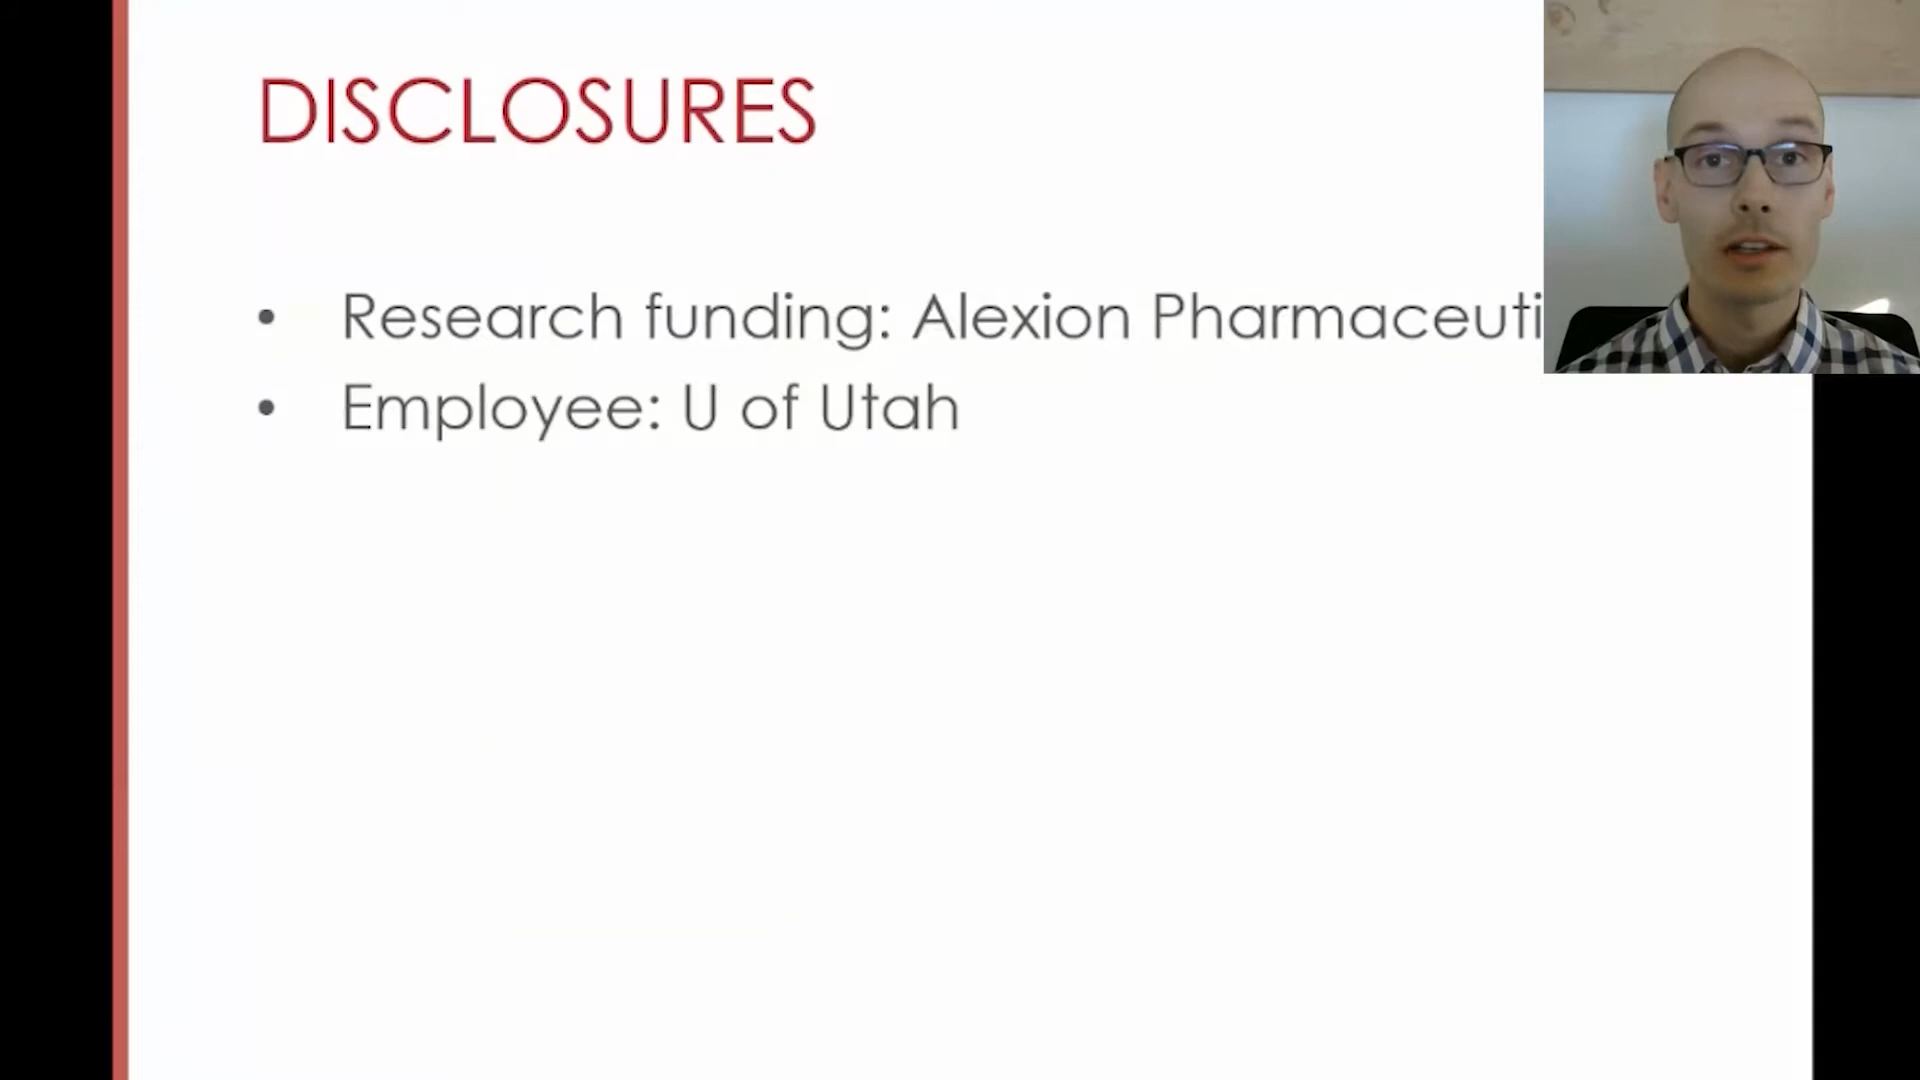 DISCLOSURES
• Research funding: Alexion Pharmaceuti
• Employee: U of Utah